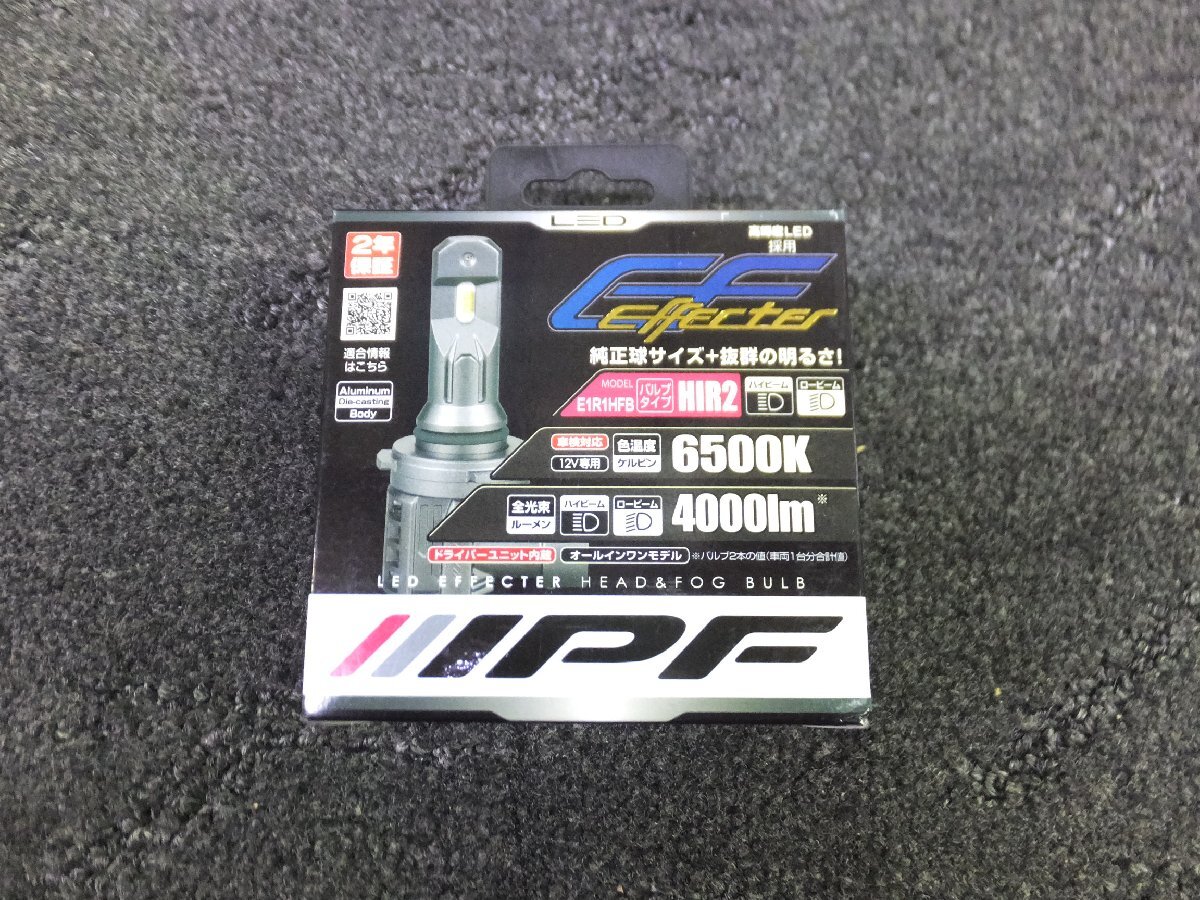 LED
2年
保証
高輝度LED
採用
Effecter
純正球サイズ+抜群の明るさ!
適合情報
はこちら
Aluminum
Die-casting
Body
MODEL
E1R1HFB
バルブ
タイプ
HIR2
ハイビーム
ロービーム
車検対応
12V専用
色温度
ケルビン
6500K
全光束
ルーメン
ハイビーム
ロービーム
4000lm※
ドライバーユニット内蔵
オールインワンモデル
※バルブ2本の値(車両1台分合計値)
LED EFFECTER HEAD&FOG BULB
IPF